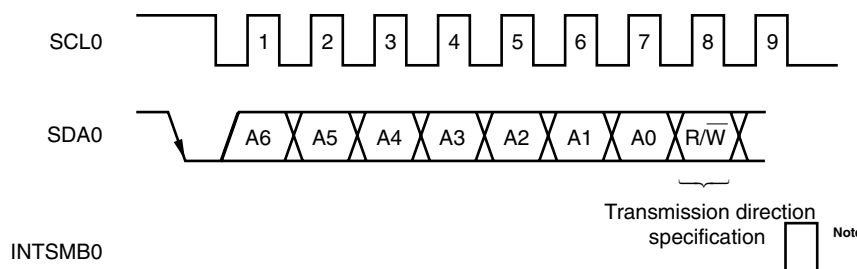 SCL0 1 2 3 4 5 6 7 8 9
SDA0 A6 A5 A4 A3 A2 A1 A0 R/W̅
Transmission direction
specification
Note
INTSMB0